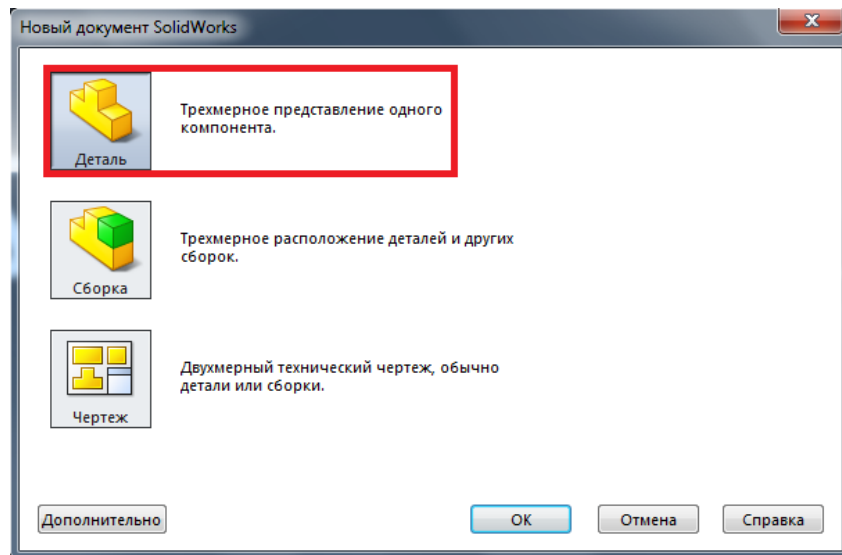 Новый документ SolidWorks
Трехмерное представление одного
компонента.
Деталь
Трехмерное расположение деталей и других
сборок.
Сборка
Двухмерный технический чертеж, обычно
детали или сборки.
Чертеж
Дополнительно
ОК
Отмена
Справка